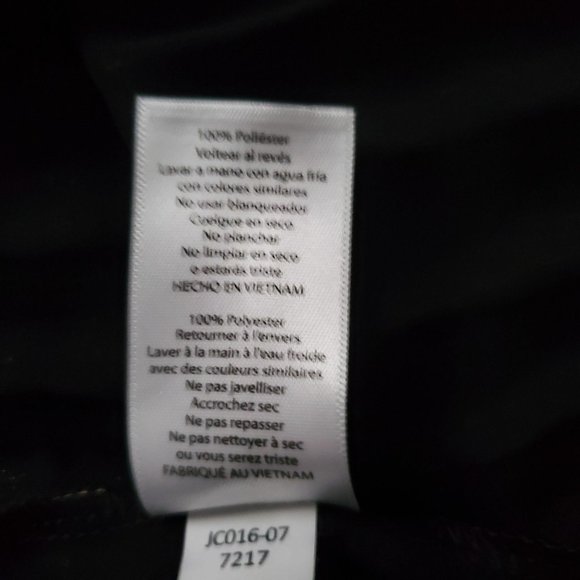 100% Poliéster
Voltear al revés
Lavar a mano con agua fría
con colores similares
No usar blanqueador
Cuelgue en seco
No planchar
No limpiar en seco
o estarás triste
HECHO EN VIETNAM
100% Polyester
Retourner à l'envers
Laver à la main à l'eau froide
avec des couleurs similaires
Ne pas javelliser
Accrochez sec
Ne pas repasser
Ne pas nettoyer à sec
ou vous serez triste
FABRIQUÉ AU VIETNAM
JC016-07
7217